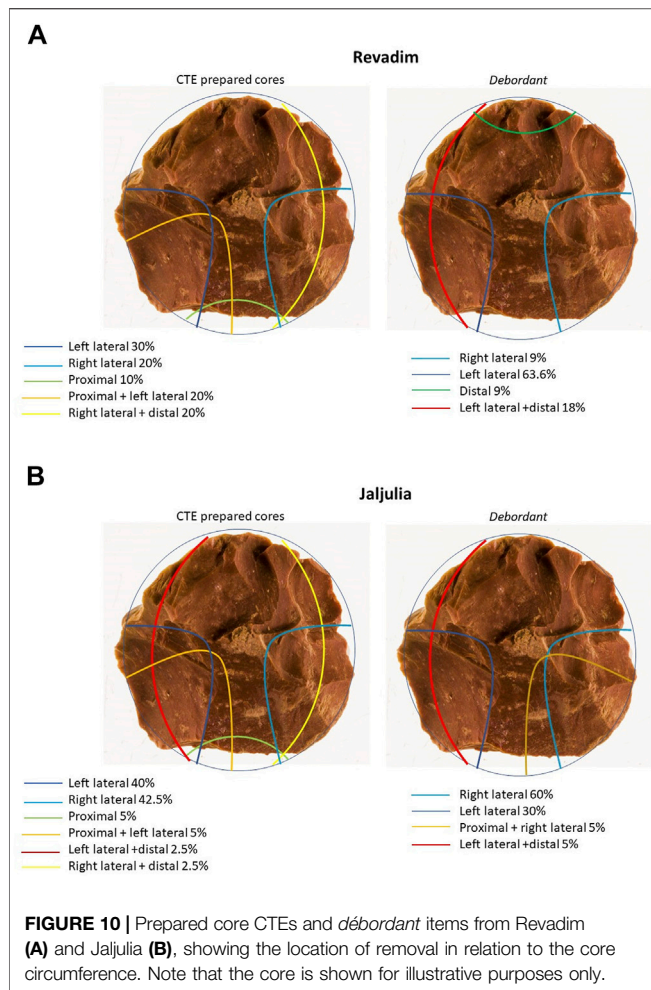 A
Revadim
CTE prepared cores
Debordant
Left lateral 30%
Right lateral 20%
Proximal 10%
Proximal + left lateral 20%
Right lateral + distal 20%
Right lateral 9%
Left lateral 63.6%
Distal 9%
Left lateral +distal 18%
B
Jaljulia
CTE prepared cores
Debordant
Left lateral 40%
Right lateral 42.5%
Proximal 5%
Proximal + left lateral 5%
Left lateral +distal 2.5%
Right lateral + distal 2.5%
Right lateral 60%
Left lateral 30%
Proximal + right lateral 5%
Left lateral +distal 5%
FIGURE 10 | Prepared core CTEs and débordant items from Revadim
(A) and Jaljulia (B), showing the location of removal in relation to the core
circumference. Note that the core is shown for illustrative purposes only.